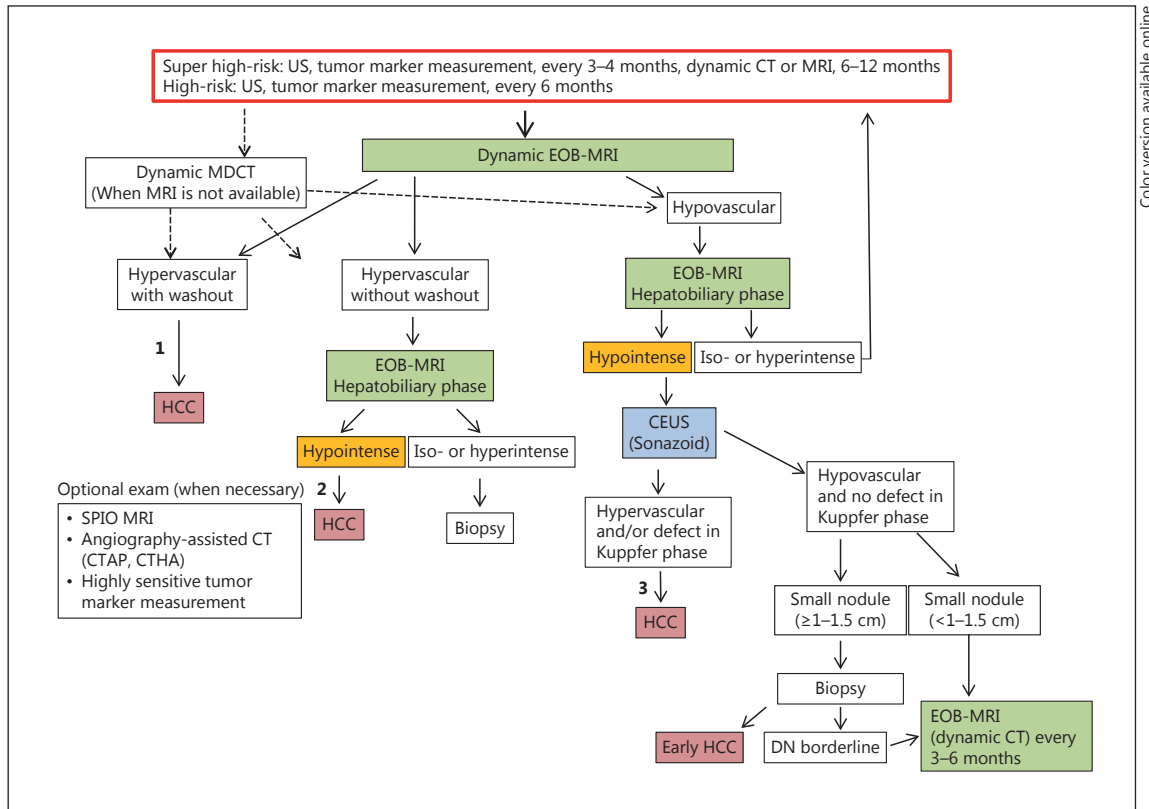 Super high-risk: US, tumor marker measurement, every 3–4 months, dynamic CT or MRI, 6–12 months
High-risk: US, tumor marker measurement, every 6 months
Color version available online
Dynamic EOB-MRI
Dynamic MDCT
(When MRI is not available)
Hypovascular
Hypervascular
with washout
Hypervascular
without washout
EOB-MRI
Hepatobiliary phase
1
Hypointense
Iso- or hyperintense
EOB-MRI
Hepatobiliary phase
HCC
CEUS
(Sonazoid)
Hypointense
Iso- or hyperintense
Hypovascular
and no defect in
Kuppfer phase
Optional exam (when necessary)
• SPIO MRI
• Angiography-assisted CT
(CTAP, CTHA)
• Highly sensitive tumor
marker measurement
2
HCC
Biopsy
Hypervascular
and/or defect in
Kuppfer phase
3
HCC
Small nodule
(≥1–1.5 cm)
Small nodule
(<1–1.5 cm)
Biopsy
Early HCC
DN borderline
EOB-MRI
(dynamic CT) every
3–6 months